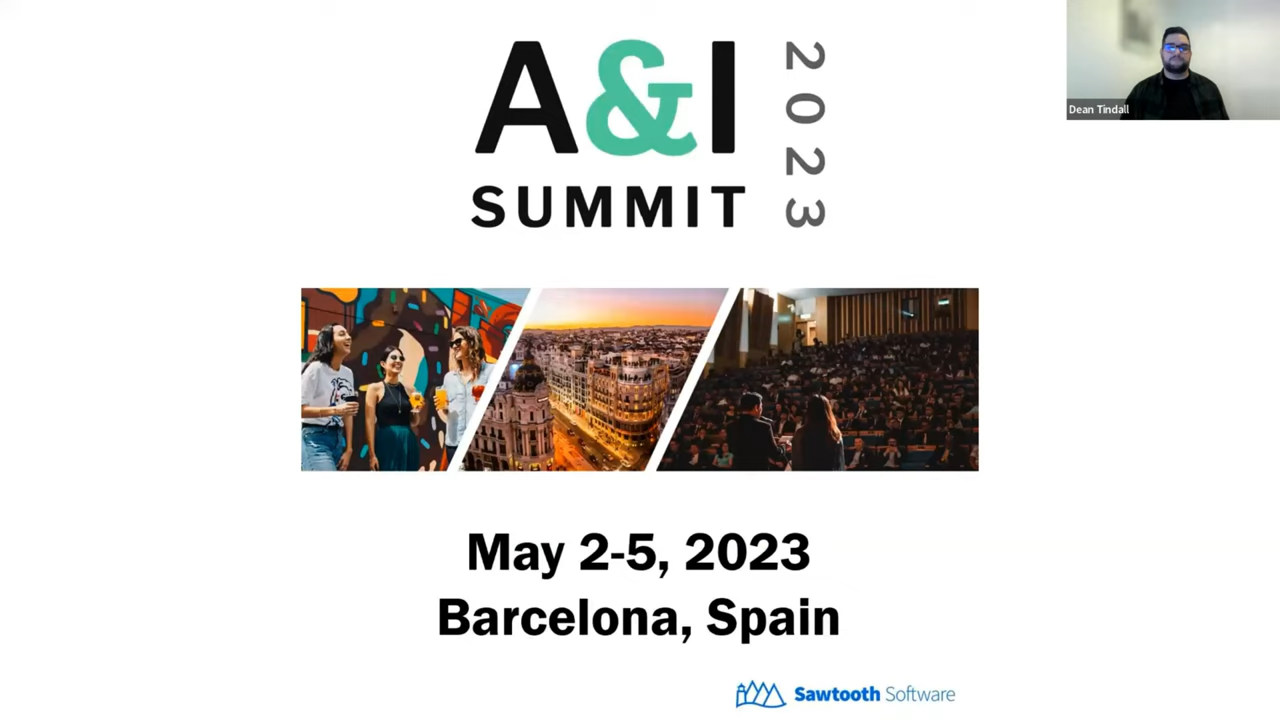 A&I
SUMMIT
2023
Dean Tindall
May 2-5, 2023
Barcelona, Spain
Sawtooth Software